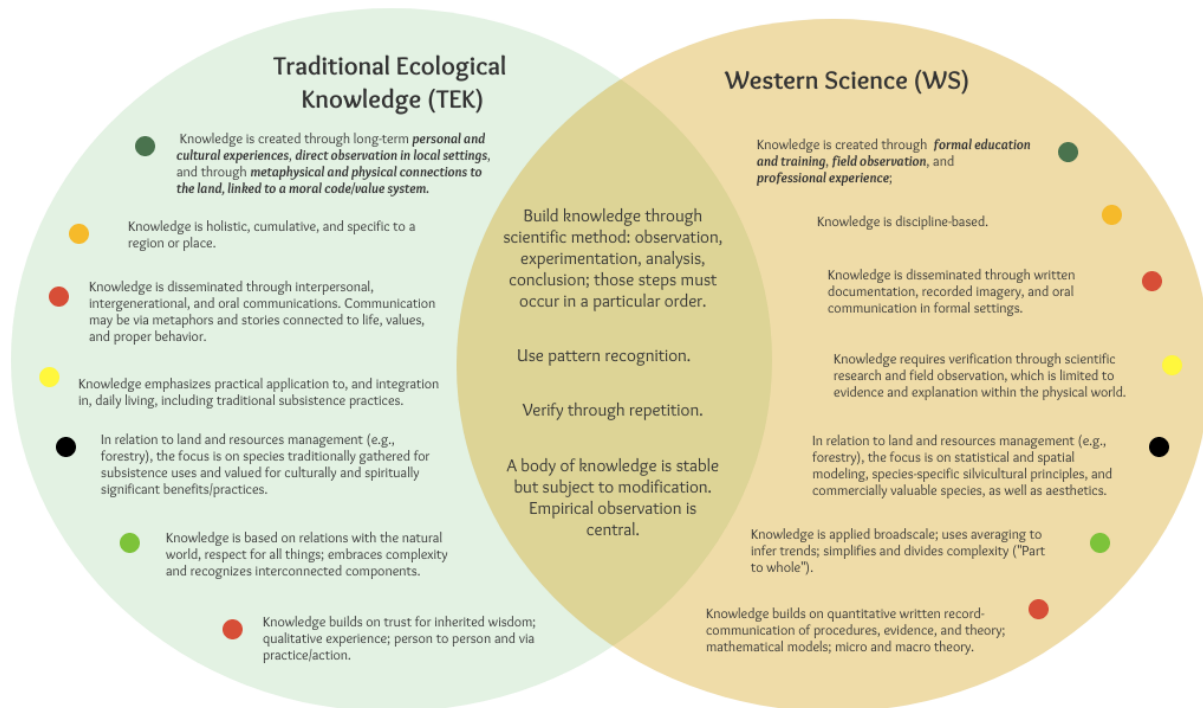 Traditional Ecological
Knowledge (TEK)
Knowledge is created through long-term personal and
cultural experiences, direct observation in local settings,
and through metaphysical and physical connections to
the land, linked to a moral code/value system.
Knowledge is holistic, cumulative, and specific to a
region or place.
Knowledge is disseminated through interpersonal,
intergenerational, and oral communications. Communication
may be via metaphors and stories connected to life, values,
and proper behavior.
Knowledge emphasizes practical application to, and integration
in, daily living, including traditional subsistence practices.
In relation to land and resources management (e.g.,
forestry), the focus is on species traditionally gathered for
subsistence uses and valued for culturally and spiritually
significant benefits/practices.
Knowledge is based on relations with the natural
world, respect for all things; embraces complexity
and recognizes interconnected components.
Knowledge builds on trust for inherited wisdom;
qualitative experience; person to person and via
practice/action.
Build knowledge through
scientific method: observation,
experimentation, analysis,
conclusion; those steps must
occur in a particular order.
Use pattern recognition.
Verify through repetition.
A body of knowledge is stable
but subject to modification.
Empirical observation is
central.
Western Science (WS)
Knowledge is created through formal education
and training, field observation, and
professional experience;
Knowledge is discipline-based.
Knowledge is disseminated through written
documentation, recorded imagery, and oral
communication in formal settings.
Knowledge requires verification through scientific
research and field observation, which is limited to
evidence and explanation within the physical world.
In relation to land and resources management (e.g.,
forestry), the focus is on statistical and spatial
modeling, species-specific silvicultural principles, and
commercially valuable species, as well as aesthetics.
Knowledge is applied broadscale; uses averaging to
infer trends; simplifies and divides complexity ("Part
to whole").
Knowledge builds on quantitative written record-
communication of procedures, evidence, and theory;
mathematical models; micro and macro theory.